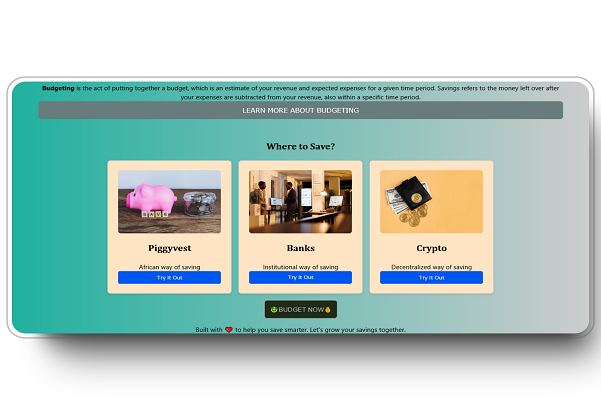 Budgeting is the act of putting together a budget, which is an estimate of your revenue and expected expenses for a given time period. Savings refers to the money left over after
your expenses are subtracted from your revenue, also within a specific time period.
LEARN MORE ABOUT BUDGETING
Where to Save?
SAVE
Piggyvest
Banks
Crypto
African way of saving
Institutional way of saving
Decentralized way of saving
Try It Out
Try It Out
Try It Out
🤑BUDGET NOW💰
Built with ❤️ to help you save smarter. Let's grow your savings together.